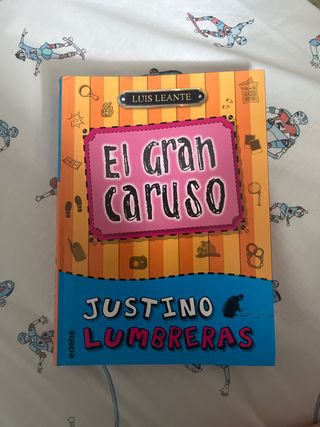 LUIS LEANTE
El Gran
Caruso
JUSTINO
LUMBRERAS
edebé